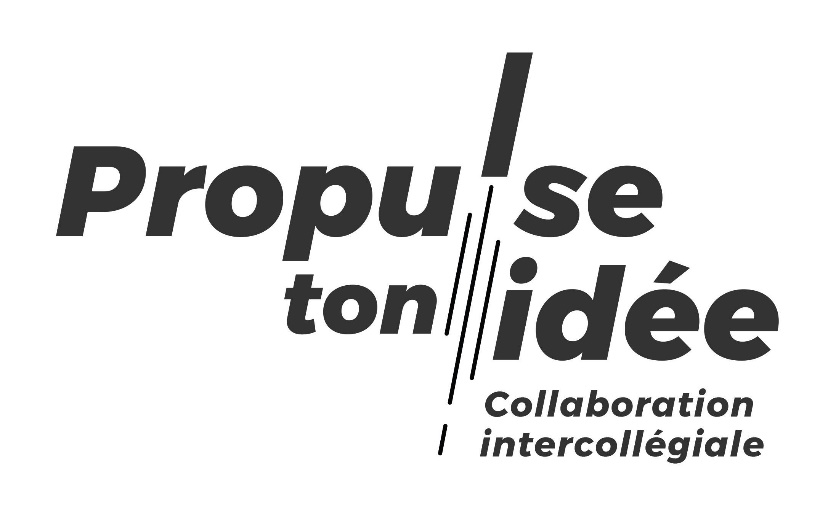 Propulse
ton idée
Collaboration
intercollégiale